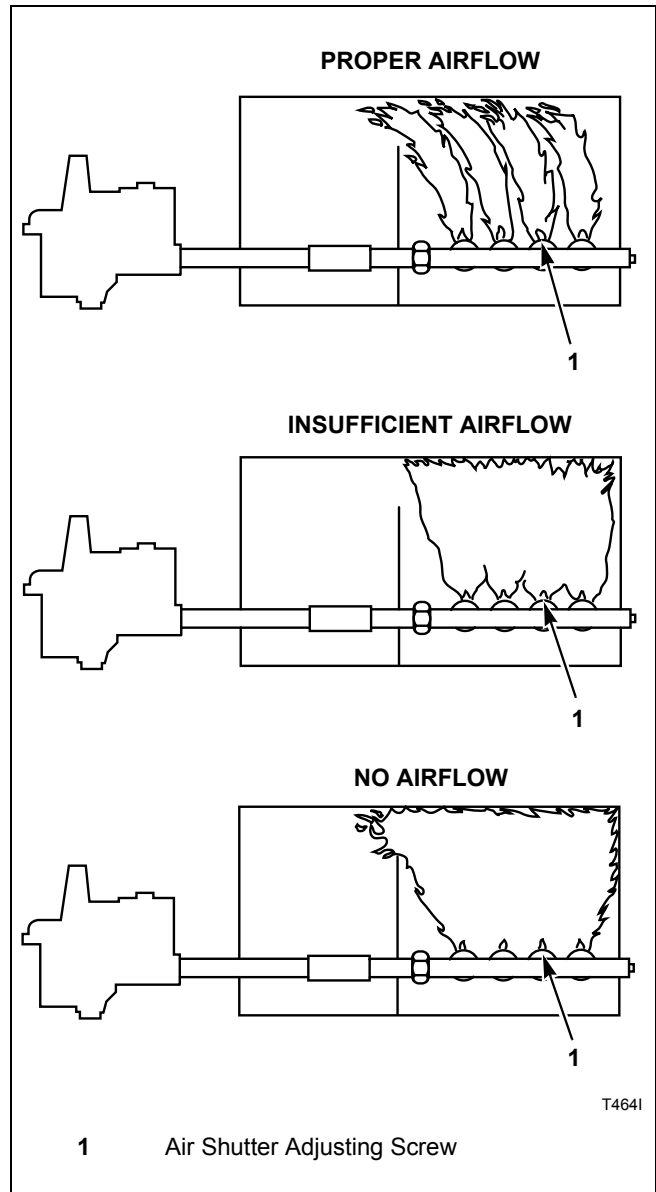 PROPER AIRFLOW
1
INSUFFICIENT AIRFLOW
1
NO AIRFLOW
1
T464I
1 Air Shutter Adjusting Screw